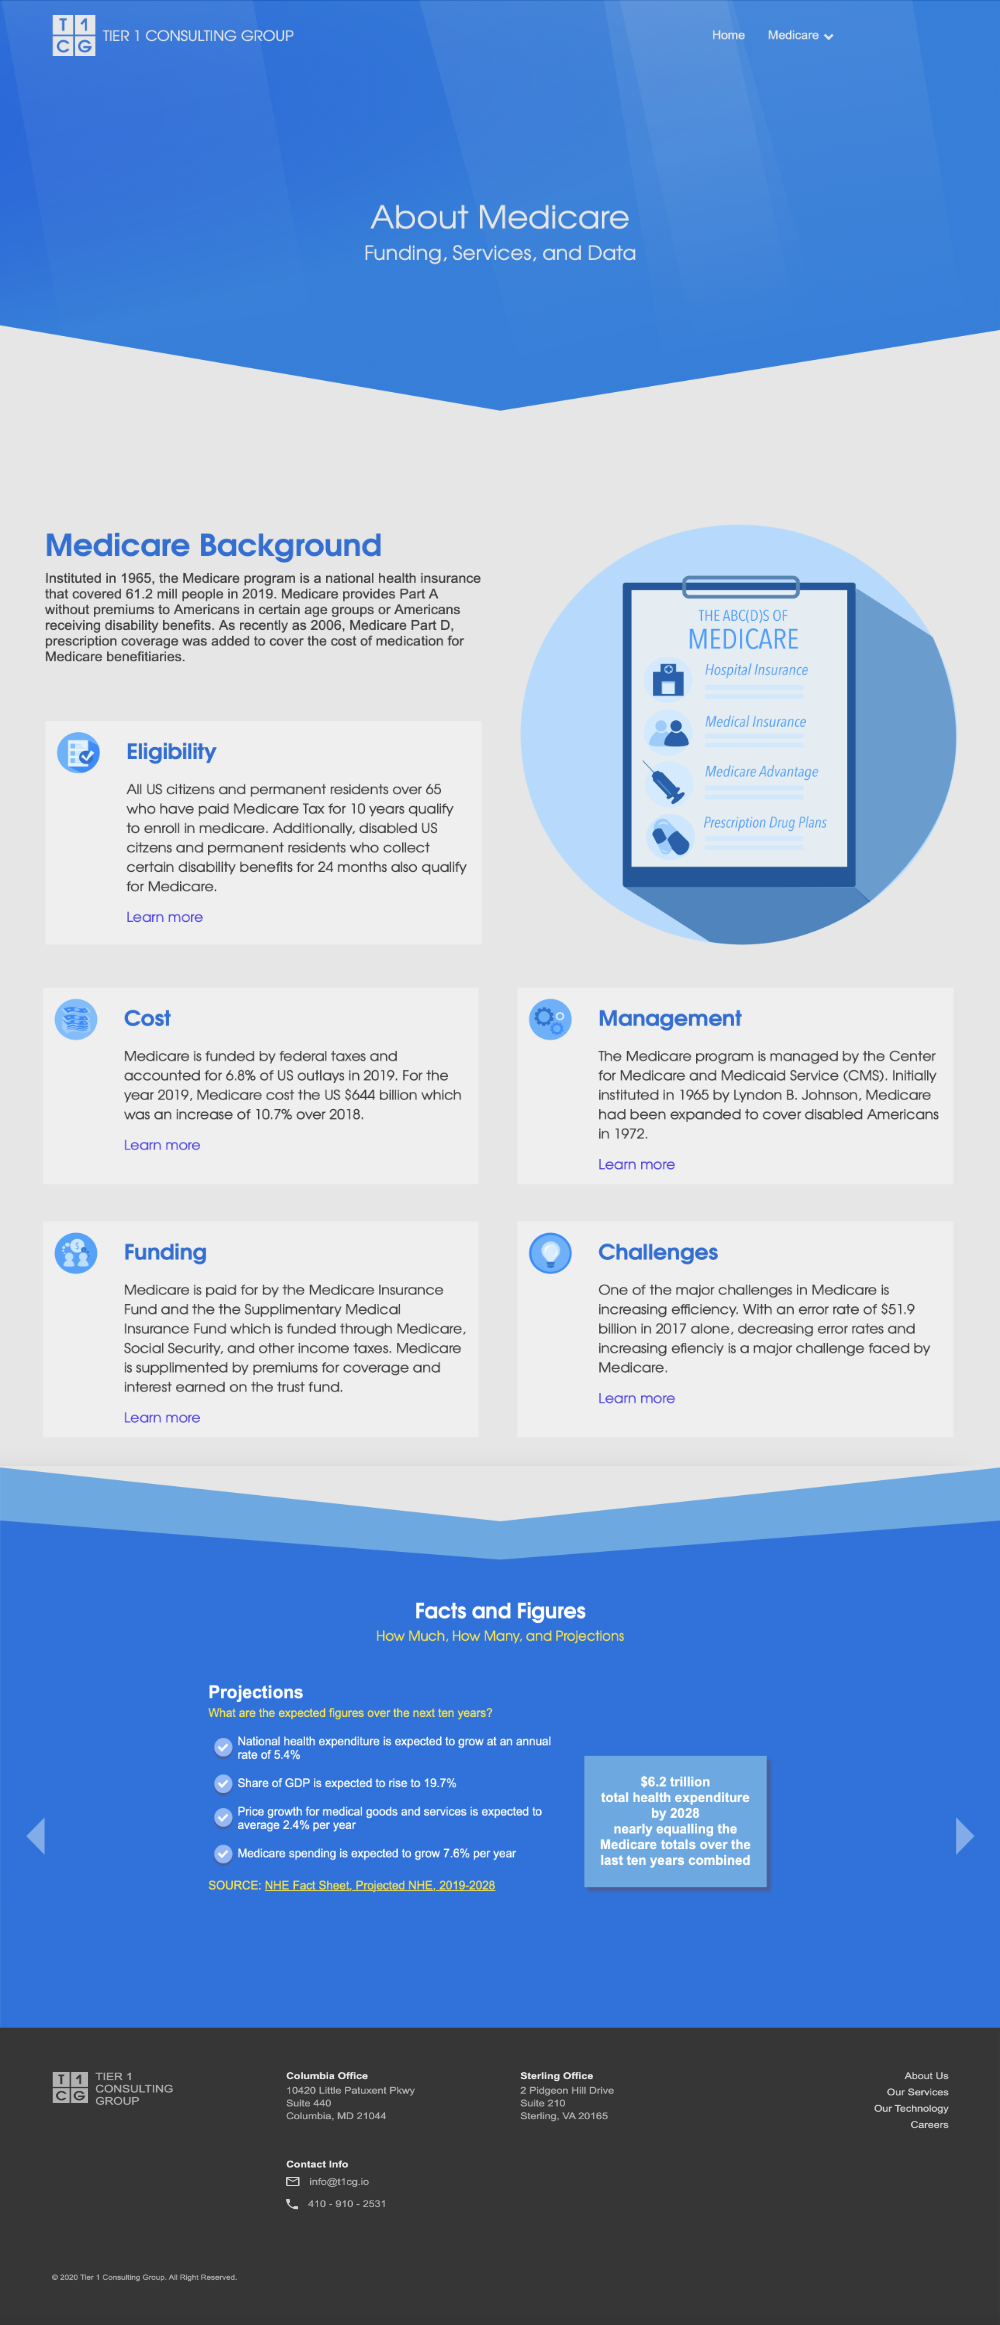 T 1
C G
TIER 1 CONSULTING GROUP
Home
Medicare
About Medicare
Funding, Services, and Data
Medicare Background
Instituted in 1965, the Medicare program is a national health insurance
that covered 61.2 mill people in 2019. Medicare provides Part A
without premiums to Americans in certain age groups or Americans
receiving disability benefits. As recently as 2006, Medicare Part D,
prescription coverage was added to cover the cost of medication for
Medicare benefitiaries.
THE ABC(D)S OF
MEDICARE
Hospital Insurance
Medical Insurance
Medicare Advantage
Prescription Drug Plans
Eligibility
All US citizens and permanent residents over 65
who have paid Medicare Tax for 10 years qualify
to enroll in medicare. Additionally, disabled US
citzens and permanent residents who collect
certain disability benefits for 24 months also qualify
for Medicare.
Learn more
Cost
Medicare is funded by federal taxes and
accounted for 6.8% of US outlays in 2019. For the
year 2019, Medicare cost the US $644 billion which
was an increase of 10.7% over 2018.
Learn more
Management
The Medicare program is managed by the Center
for Medicare and Medicaid Service (CMS). Initially
instituted in 1965 by Lyndon B. Johnson, Medicare
had been expanded to cover disabled Americans
in 1972.
Learn more
Funding
Medicare is paid for by the Medicare Insurance
Fund and the the Supplimentary Medical
Insurance Fund which is funded through Medicare,
Social Security, and other income taxes. Medicare
is supplimented by premiums for coverage and
interest earned on the trust fund.
Learn more
Challenges
One of the major challenges in Medicare is
increasing efficiency. With an error rate of $51.9
billion in 2017 alone, decreasing error rates and
increasing efienciy is a major challenge faced by
Medicare.
Learn more
Facts and Figures
How Much, How Many, and Projections
Projections
What are the expected figures over the next ten years?
National health expenditure is expected to grow at an annual
rate of 5.4%
Share of GDP is expected to rise to 19.7%
Price growth for medical goods and services is expected to
average 2.4% per year
Medicare spending is expected to grow 7.6% per year
SOURCE: NHE Fact Sheet, Projected NHE, 2019-2028
$6.2 trillion
total health expenditure
by 2028
nearly equalling the
Medicare totals over the
last ten years combined
T 1
C G
TIER 1
CONSULTING
GROUP
Columbia Office
10420 Little Patuxent Pkwy
Suite 440
Columbia, MD 21044
Sterling Office
2 Pidgeon Hill Drive
Suite 210
Sterling, VA 20165
About Us
Our Services
Our Technology
Careers
Contact Info
info@t1cg.io
410 - 910 - 2531
© 2020 Tier 1 Consulting Group. All Right Reserved.